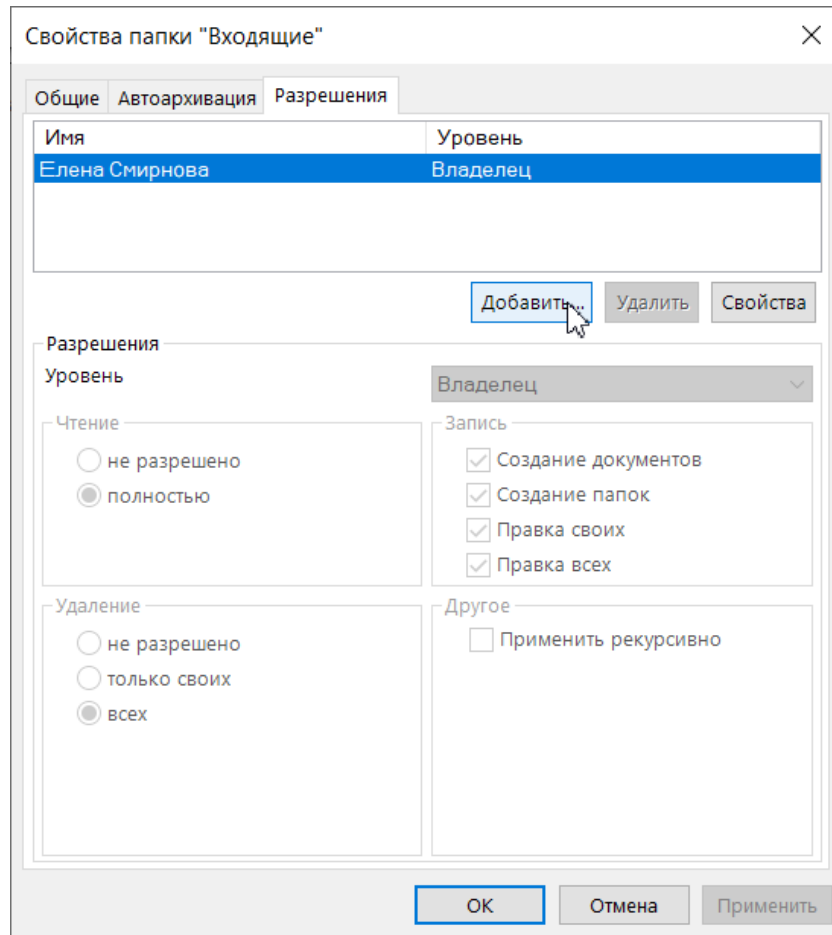 Свойства папки "Входящие"
Общие Автоархивация Разрешения
Имя Уровень
Елена Смирнова Владелец
Добавить... Удалить Свойства
Разрешения
Уровень Владелец
Чтение
не разрешено
полностью
Запись
Создание документов
Создание папок
Правка своих
Правка всех
Удаление
не разрешено
только своих
всех
Другое
Применить рекурсивно
ОК Отмена Применить